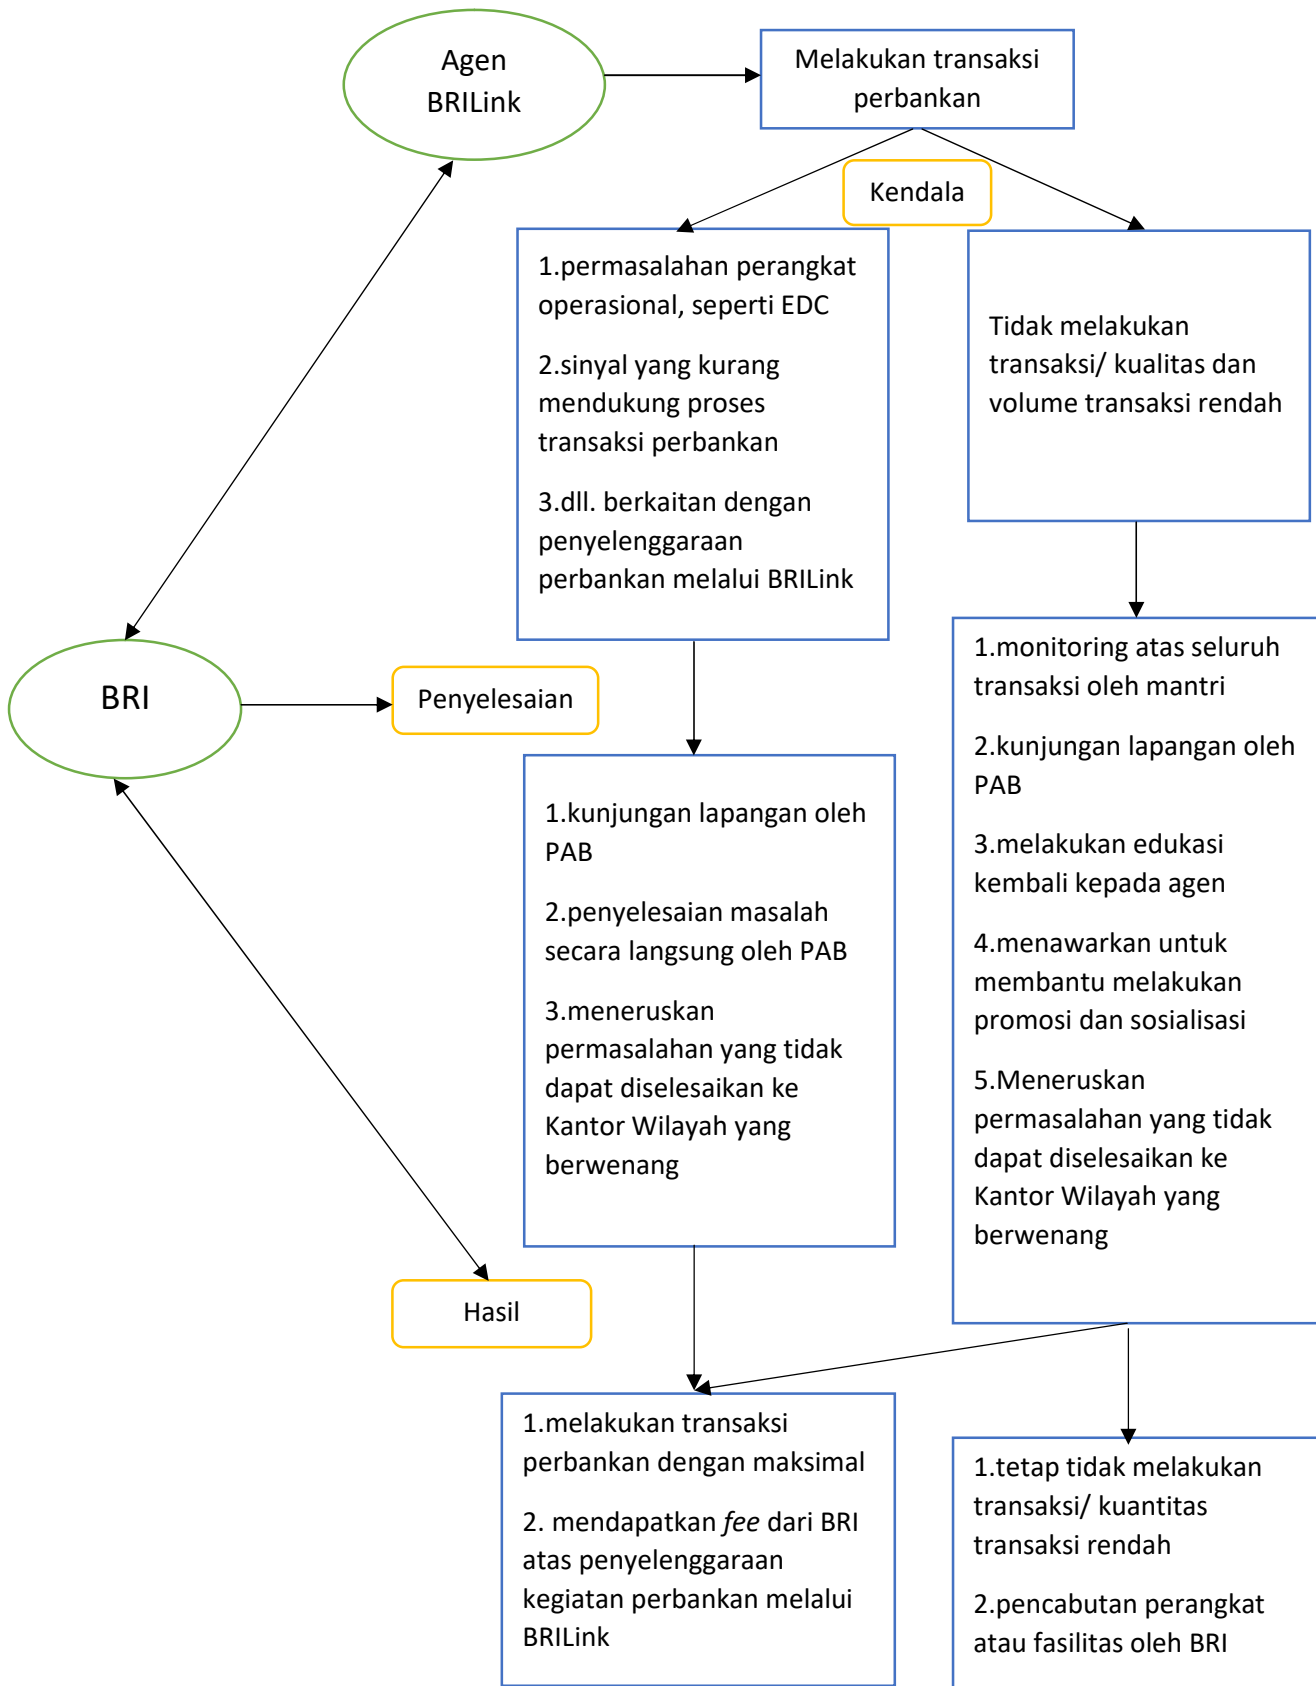 Agen
BRILink
Melakukan transaksi
perbankan
Kendala
1.permasalahan perangkat
operasional, seperti EDC
2.sinyal yang kurang
mendukung proses
transaksi perbankan
3.dll. berkaitan dengan
penyelenggaraan
perbankan melalui BRILink
Tidak melakukan
transaksi/ kualitas dan
volume transaksi rendah
BRI
Penyelesaian
1.kunjungan lapangan oleh
PAB
2.penyelesaian masalah
secara langsung oleh PAB
3.meneruskan
permasalahan yang tidak
dapat diselesaikan ke
Kantor Wilayah yang
berwenang
1.monitoring atas seluruh
transaksi oleh mantri
2.kunjungan lapangan oleh
PAB
3.melakukan edukasi
kembali kepada agen
4.menawarkan untuk
membantu melakukan
promosi dan sosialisasi
5.Meneruskan
permasalahan yang tidak
dapat diselesaikan ke
Kantor Wilayah yang
berwenang
Hasil
1.melakukan transaksi
perbankan dengan maksimal
2. mendapatkan fee dari BRI
atas penyelenggaraan
kegiatan perbankan melalui
BRILink
1.tetap tidak melakukan
transaksi/ kuantitas
transaksi rendah
2.pencabutan perangkat
atau fasilitas oleh BRI